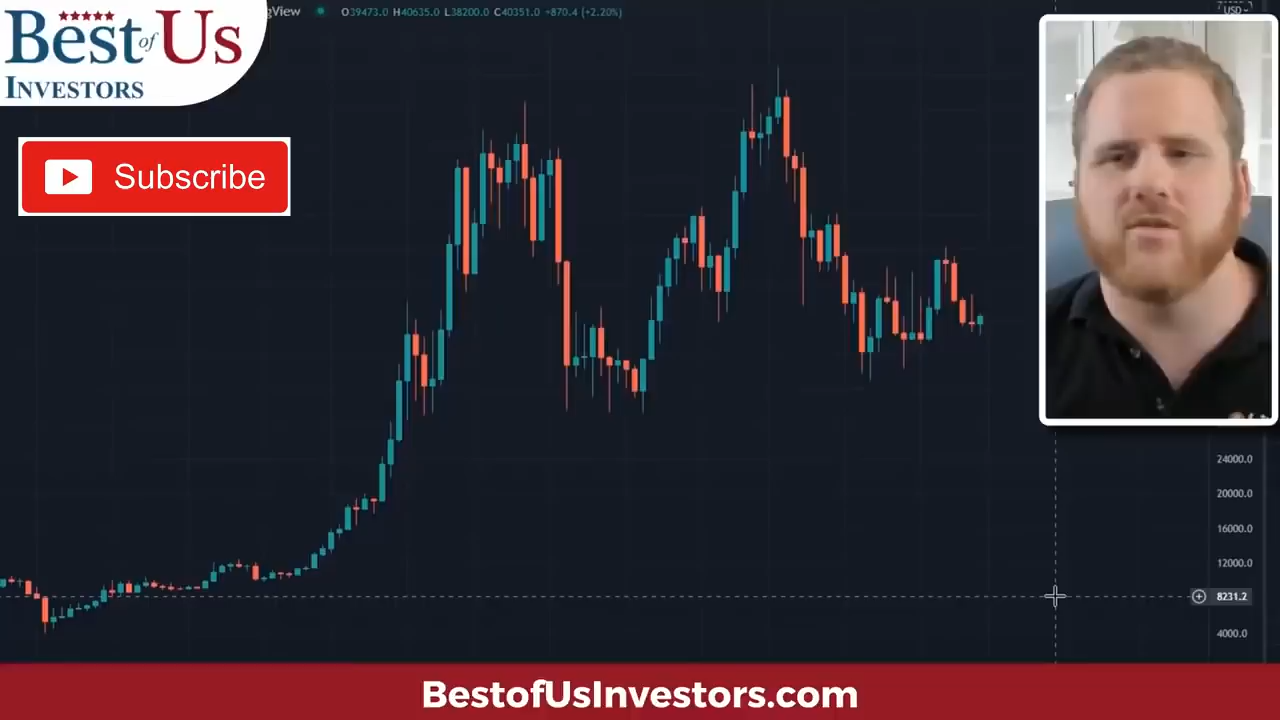 Best of Us
INVESTORS
gView
O39473.0 H40635.0 L38200.0 C40351.0 +870.4 (+2.20%)
USD
Subscribe
24000.0
20000.0
16000.0
12000.0
8231.2
4000.0
BestofUsInvestors.com